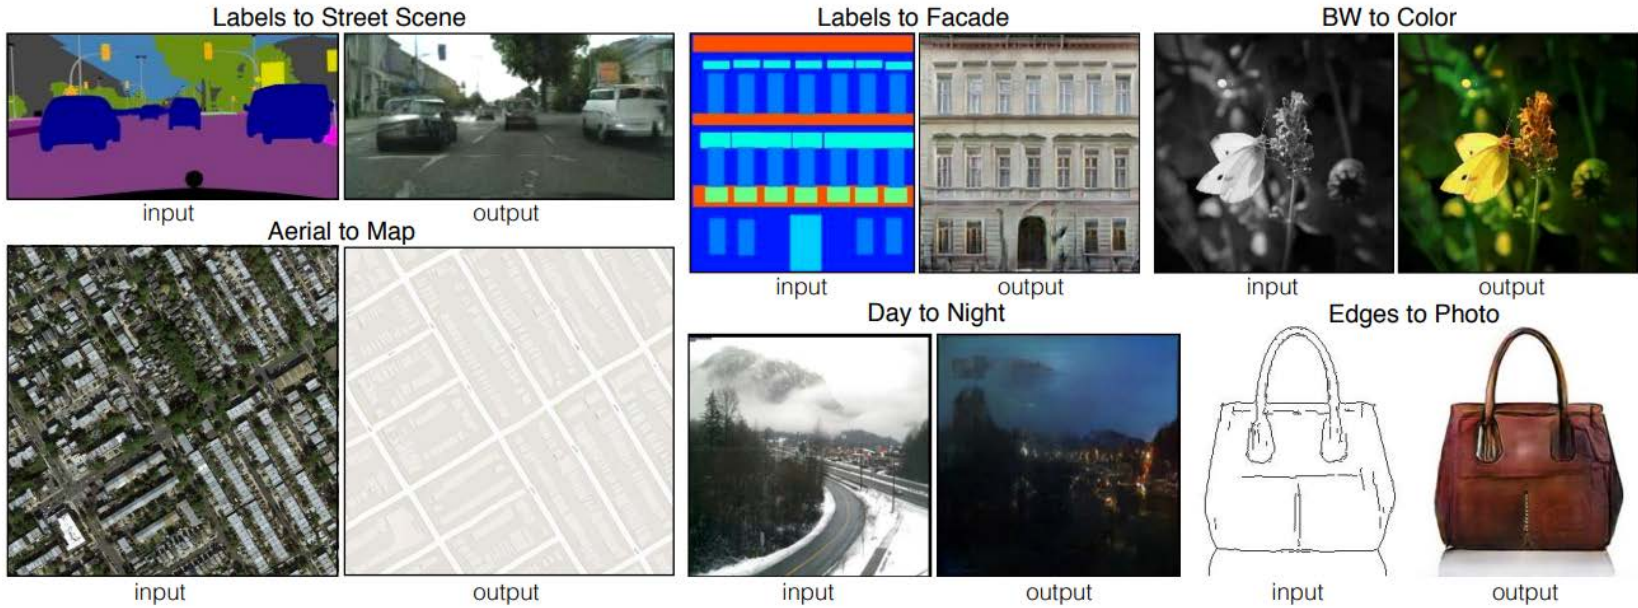 Labels to Street Scene
input
output
Aerial to Map
input
output
Labels to Facade
input
output
BW to Color
input
output
Day to Night
input
output
Edges to Photo
input
output